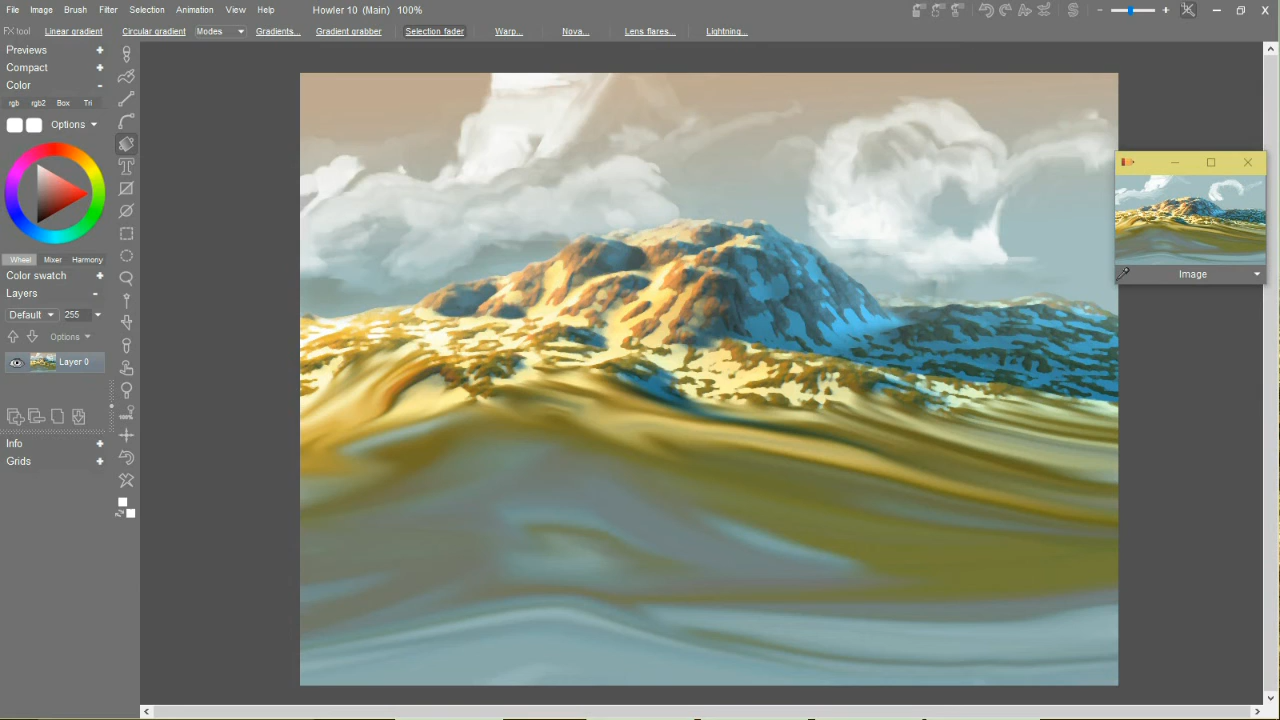 File Image Brush Filter Selection Animation View Help Howler 10 (Main) 100%
FX tool Linear gradient Circular gradient Modes Gradients... Gradient grabber Selection fader Warp... Nova... Lens flares... Lightning...
Previews
Compact
Color
rgb rgb2 Box Tri
Options
Wheel Mixer Harmony
Color swatch
Layers
Default 255
Options
Layer 0
Info
Grids
Image